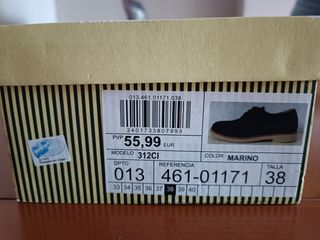 013.461.01171.038
2401733807993
PVP 55,99 EUR
MODELO 312CI
COLOR: MARINO
DPTO REFERENCIA TALLA
013 461-01171 38
33 34 35 36 37 38 39 40